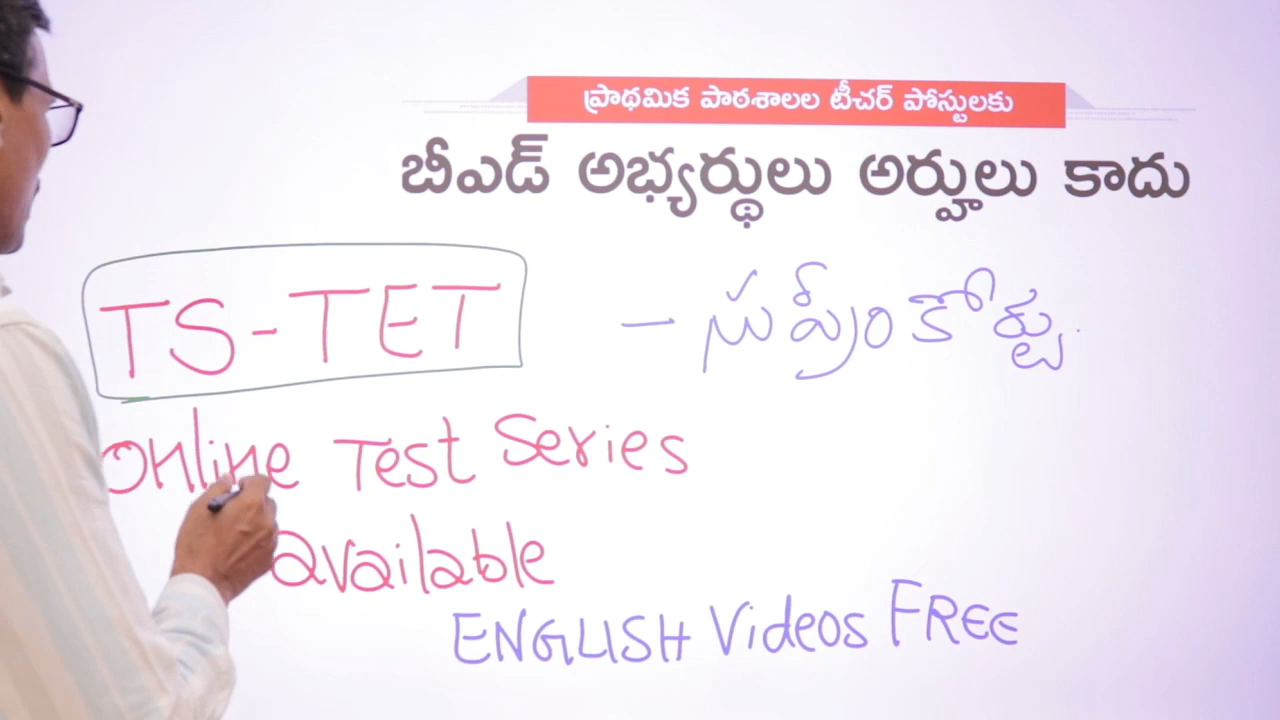 ప్రాథమిక పాఠశాలల టీచర్ పోస్టులకు
బీఎడ్ అభ్యర్థులు అర్హులు కాదు
TS-TET - సుప్రీం కోర్టు
Online Test Series
available
ENGLISH Videos FREE